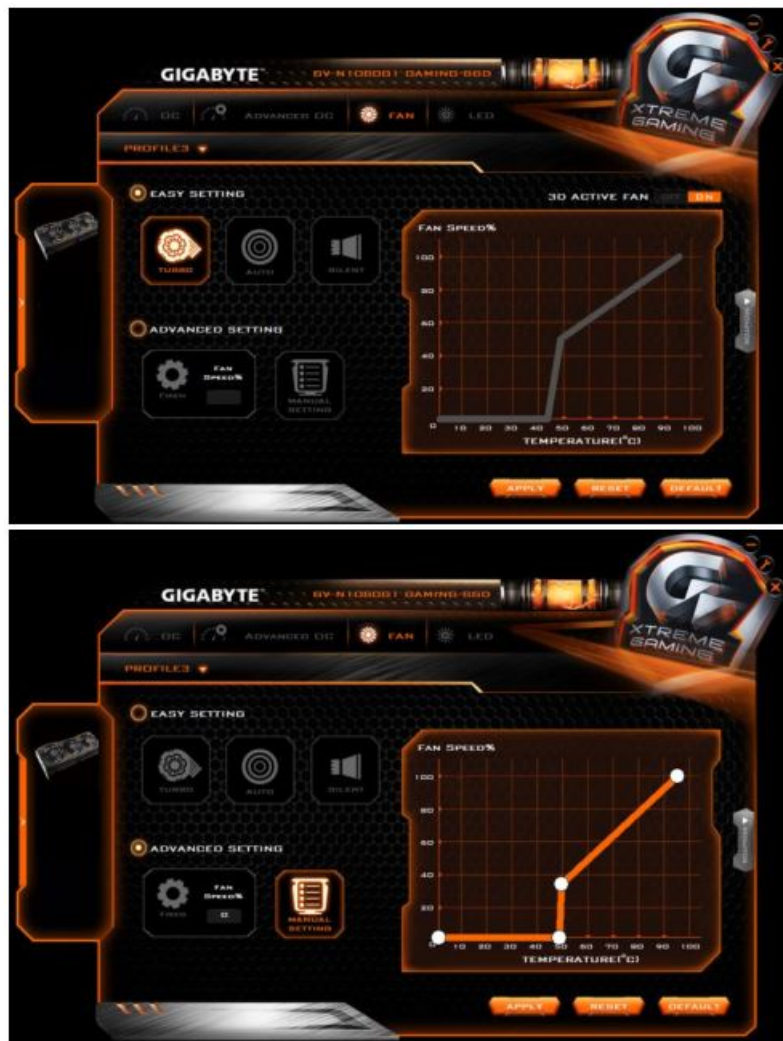 GIGABYTE
XTREME GAMING
OC ADVANCED OC FAN LED
PROFILE3
EASY SETTING
3D ACTIVE FAN OFF ON
TURBO AUTO SILENT
ADVANCED SETTING
FIXED FAN SPEED%
MANUAL SETTING
FAN SPEED%
100
80
60
40
20
0 10 20 30 40 50 60 70 80 90 100
TEMPERATURE(°C)
MONITOR
APPLY RESET DEFAULT
GIGABYTE
XTREME GAMING
OC ADVANCED OC FAN LED
PROFILE3
EASY SETTING
TURBO AUTO SILENT
ADVANCED SETTING
FIXED FAN SPEED% 0
MANUAL SETTING
FAN SPEED%
100
80
60
40
20
0 10 20 30 40 50 60 70 80 90 100
TEMPERATURE(°C)
MONITOR
APPLY RESET DEFAULT